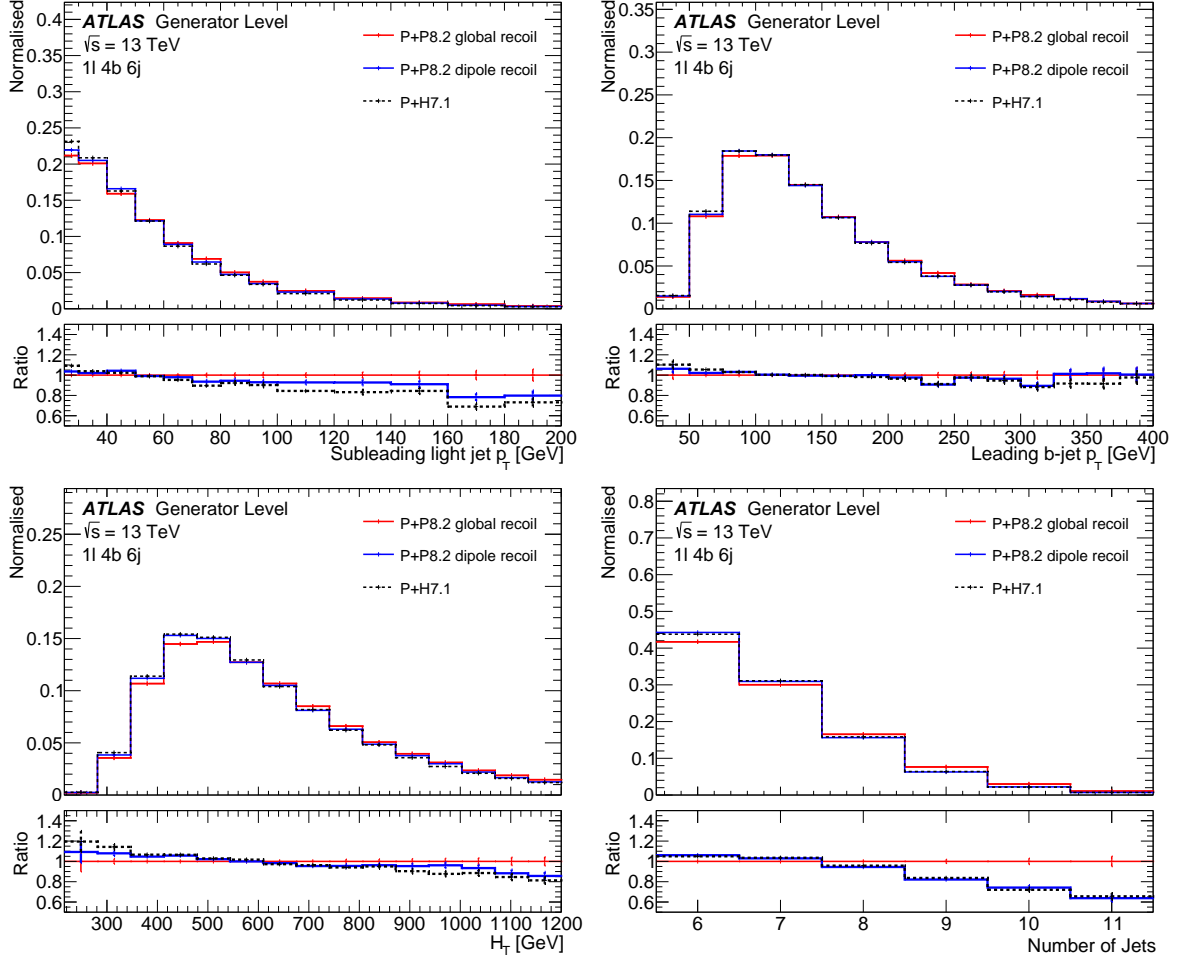 ATLAS Generator Level
√s = 13 TeV
1l 4b 6j
P+P8.2 global recoil
P+P8.2 dipole recoil
P+H7.1
Normalised
0.4
0.35
0.3
0.25
0.2
0.15
0.1
0.05
0
Ratio
1.4
1.2
1
0.8
0.6
40 60 80 100 120 140 160 180 200
Subleading light jet p_T [GeV]
ATLAS Generator Level
√s = 13 TeV
1l 4b 6j
P+P8.2 global recoil
P+P8.2 dipole recoil
P+H7.1
Normalised
0.35
0.3
0.25
0.2
0.15
0.1
0.05
0
Ratio
1.4
1.2
1
0.8
0.6
50 100 150 200 250 300 350 400
Leading b-jet p_T [GeV]
ATLAS Generator Level
√s = 13 TeV
1l 4b 6j
P+P8.2 global recoil
P+P8.2 dipole recoil
P+H7.1
Normalised
0.25
0.2
0.15
0.1
0.05
0
Ratio
1.4
1.2
1
0.8
0.6
300 400 500 600 700 800 900 1000 1100 1200
H_T [GeV]
ATLAS Generator Level
√s = 13 TeV
1l 4b 6j
P+P8.2 global recoil
P+P8.2 dipole recoil
P+H7.1
Normalised
0.8
0.7
0.6
0.5
0.4
0.3
0.2
0.1
0
Ratio
1.4
1.2
1
0.8
0.6
6 7 8 9 10 11
Number of Jets